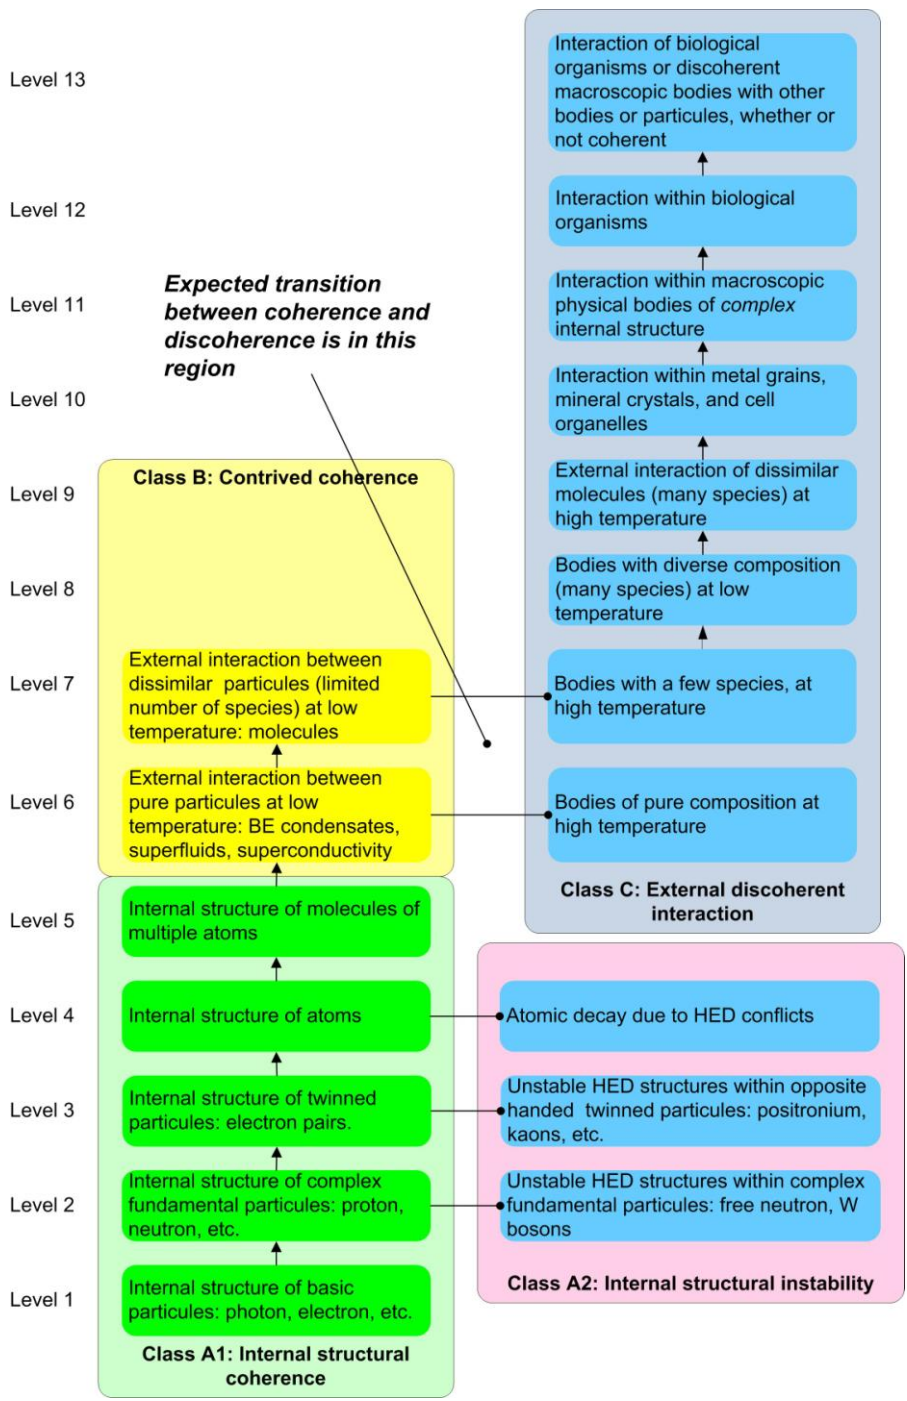 Level 13
Interaction of biological
organisms or discoherent
macroscopic bodies with other
bodies or particules, whether or
not coherent
Level 12
Interaction within biological
organisms
Level 11
Expected transition
between coherence and
discoherence is in this
region
Interaction within macroscopic
physical bodies of complex
internal structure
Level 10
Interaction within metal grains,
mineral crystals, and cell
organelles
Level 9
Class B: Contrived coherence
External interaction of dissimilar
molecules (many species) at
high temperature
Level 8
Bodies with diverse composition
(many species) at low
temperature
Level 7
External interaction between
dissimilar particules (limited
number of species) at low
temperature: molecules
Bodies with a few species, at
high temperature
Level 6
External interaction between
pure particules at low
temperature: BE condensates,
superfluids, superconductivity
Bodies of pure composition at
high temperature
Class C: External discoherent
interaction
Level 5
Internal structure of molecules of
multiple atoms
Level 4
Internal structure of atoms
Atomic decay due to HED conflicts
Level 3
Internal structure of twinned
particules: electron pairs.
Unstable HED structures within opposite
handed twinned particules: positronium,
kaons, etc.
Level 2
Internal structure of complex
fundamental particules: proton,
neutron, etc.
Unstable HED structures within complex
fundamental particules: free neutron, W
bosons
Class A2: Internal structural instability
Level 1
Internal structure of basic
particules: photon, electron, etc.
Class A1: Internal structural
coherence